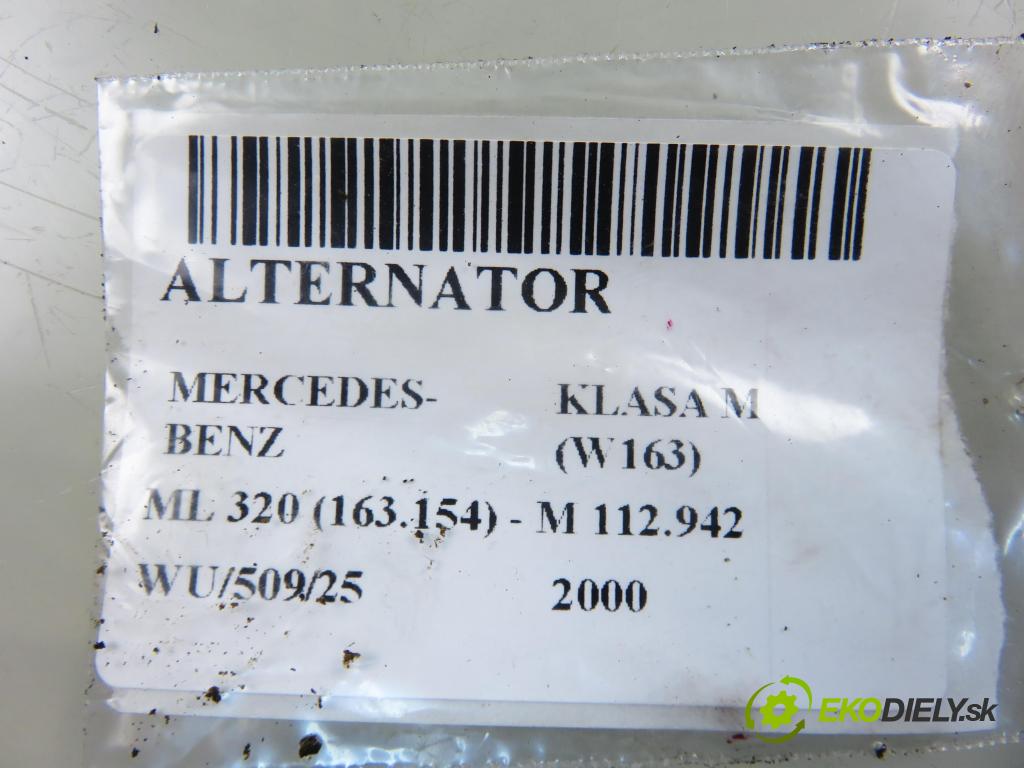 ALTERNATOR
MERCEDES-
BENZ
KLASA M
(W163)
ML 320 (163.154) - M 112.942
WU/509/25 2000
EKODIELY.sk